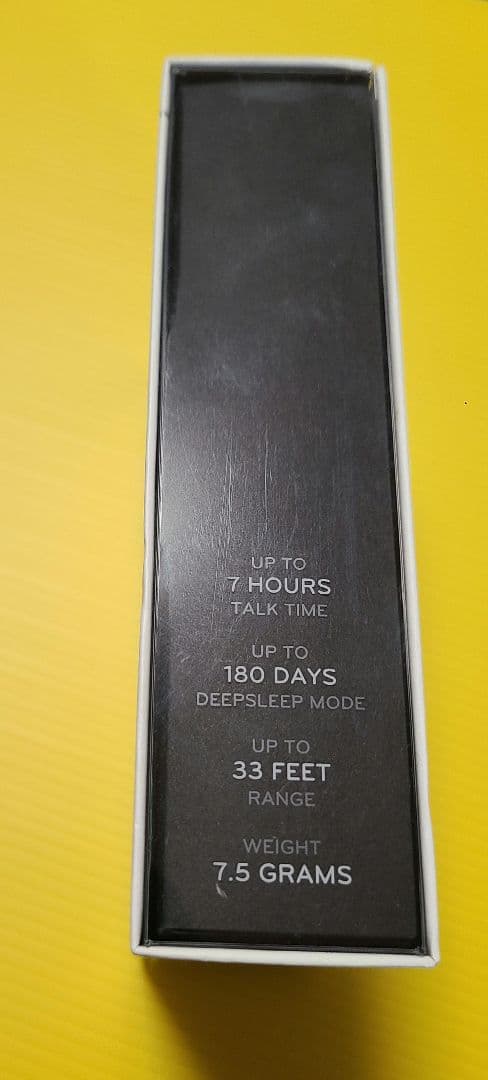 UP TO
7 HOURS
TALK TIME
UP TO
180 DAYS
DEEPSLEEP MODE
UP TO
33 FEET
RANGE
WEIGHT
7.5 GRAMS